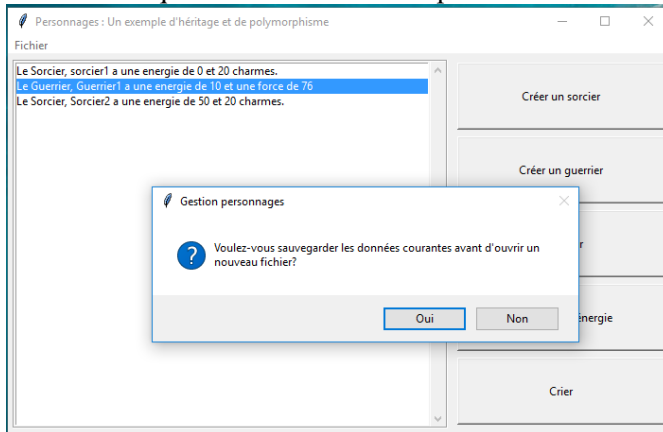 Personnages : Un exemple d'héritage et de polymorphisme
Fichier
Le Sorcier, sorcier1 a une energie de 0 et 20 charmes.
Le Guerrier, Guerrier1 a une energie de 10 et une force de 76
Le Sorcier, Sorcier2 a une energie de 50 et 20 charmes.
Créer un sorcier
Créer un guerrier
Gestion personnages
Voulez-vous sauvegarder les données courantes avant d'ouvrir un
nouveau fichier?
Oui
Non
énergie
Crier